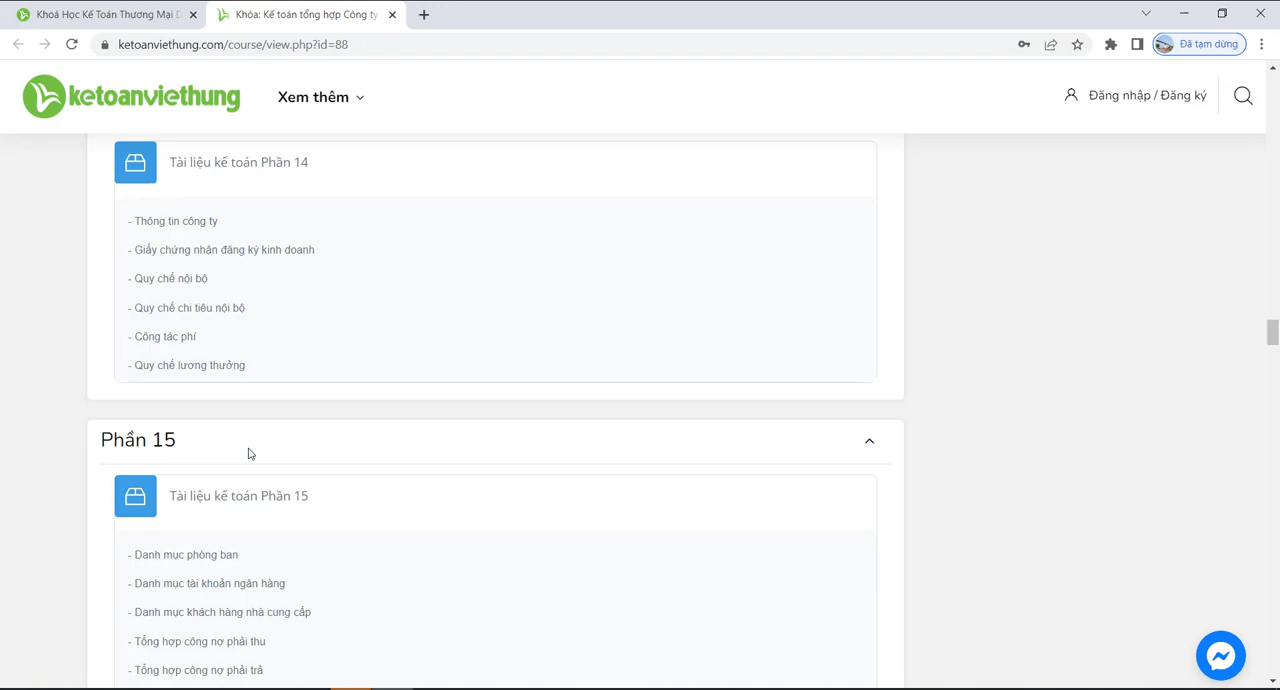 Khoá Học Kế Toán Thương Mại D
Khóa: Kế toán tổng hợp Công ty
ketoanviethung.com/course/view.php?id=88
Đã tạm dừng
ketoanviethung
Xem thêm
Đăng nhập / Đăng ký
Tài liệu kế toán Phần 14
- Thông tin công ty
- Giấy chứng nhận đăng ký kinh doanh
- Quy chế nội bộ
- Quy chế chi tiêu nội bộ
- Công tác phí
- Quy chế lương thưởng
Phần 15
Tài liệu kế toán Phần 15
- Danh mục phòng ban
- Danh mục tài khoản ngân hàng
- Danh mục khách hàng nhà cung cấp
- Tổng hợp công nợ phải thu
- Tổng hợp công nợ phải trả